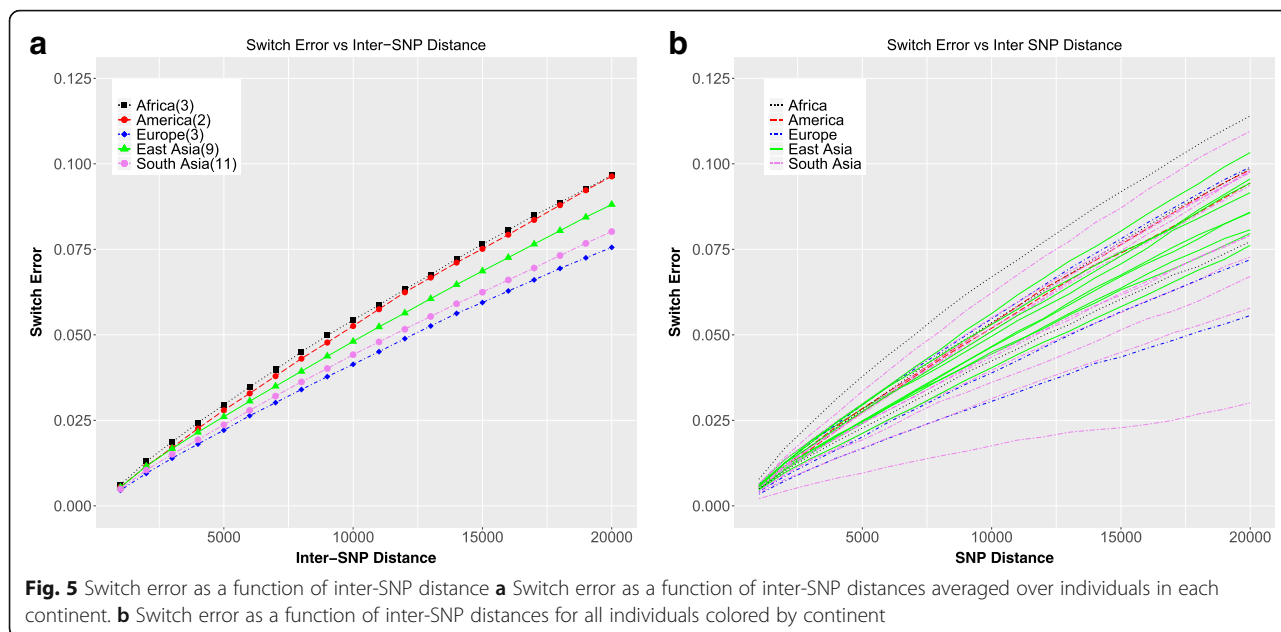 a
Switch Error vs Inter−SNP Distance
0.125
0.100
0.075
0.050
0.025
0.000
Switch Error
Africa(3)
America(2)
Europe(3)
East Asia(9)
South Asia(11)
5000 10000 15000 20000
Inter−SNP Distance
b
Switch Error vs Inter SNP Distance
0.125
0.100
0.075
0.050
0.025
0.000
Switch Error
Africa
America
Europe
East Asia
South Asia
5000 10000 15000 20000
SNP Distance
Fig. 5 Switch error as a function of inter-SNP distance a Switch error as a function of inter-SNP distances averaged over individuals in each
continent. b Switch error as a function of inter-SNP distances for all individuals colored by continent